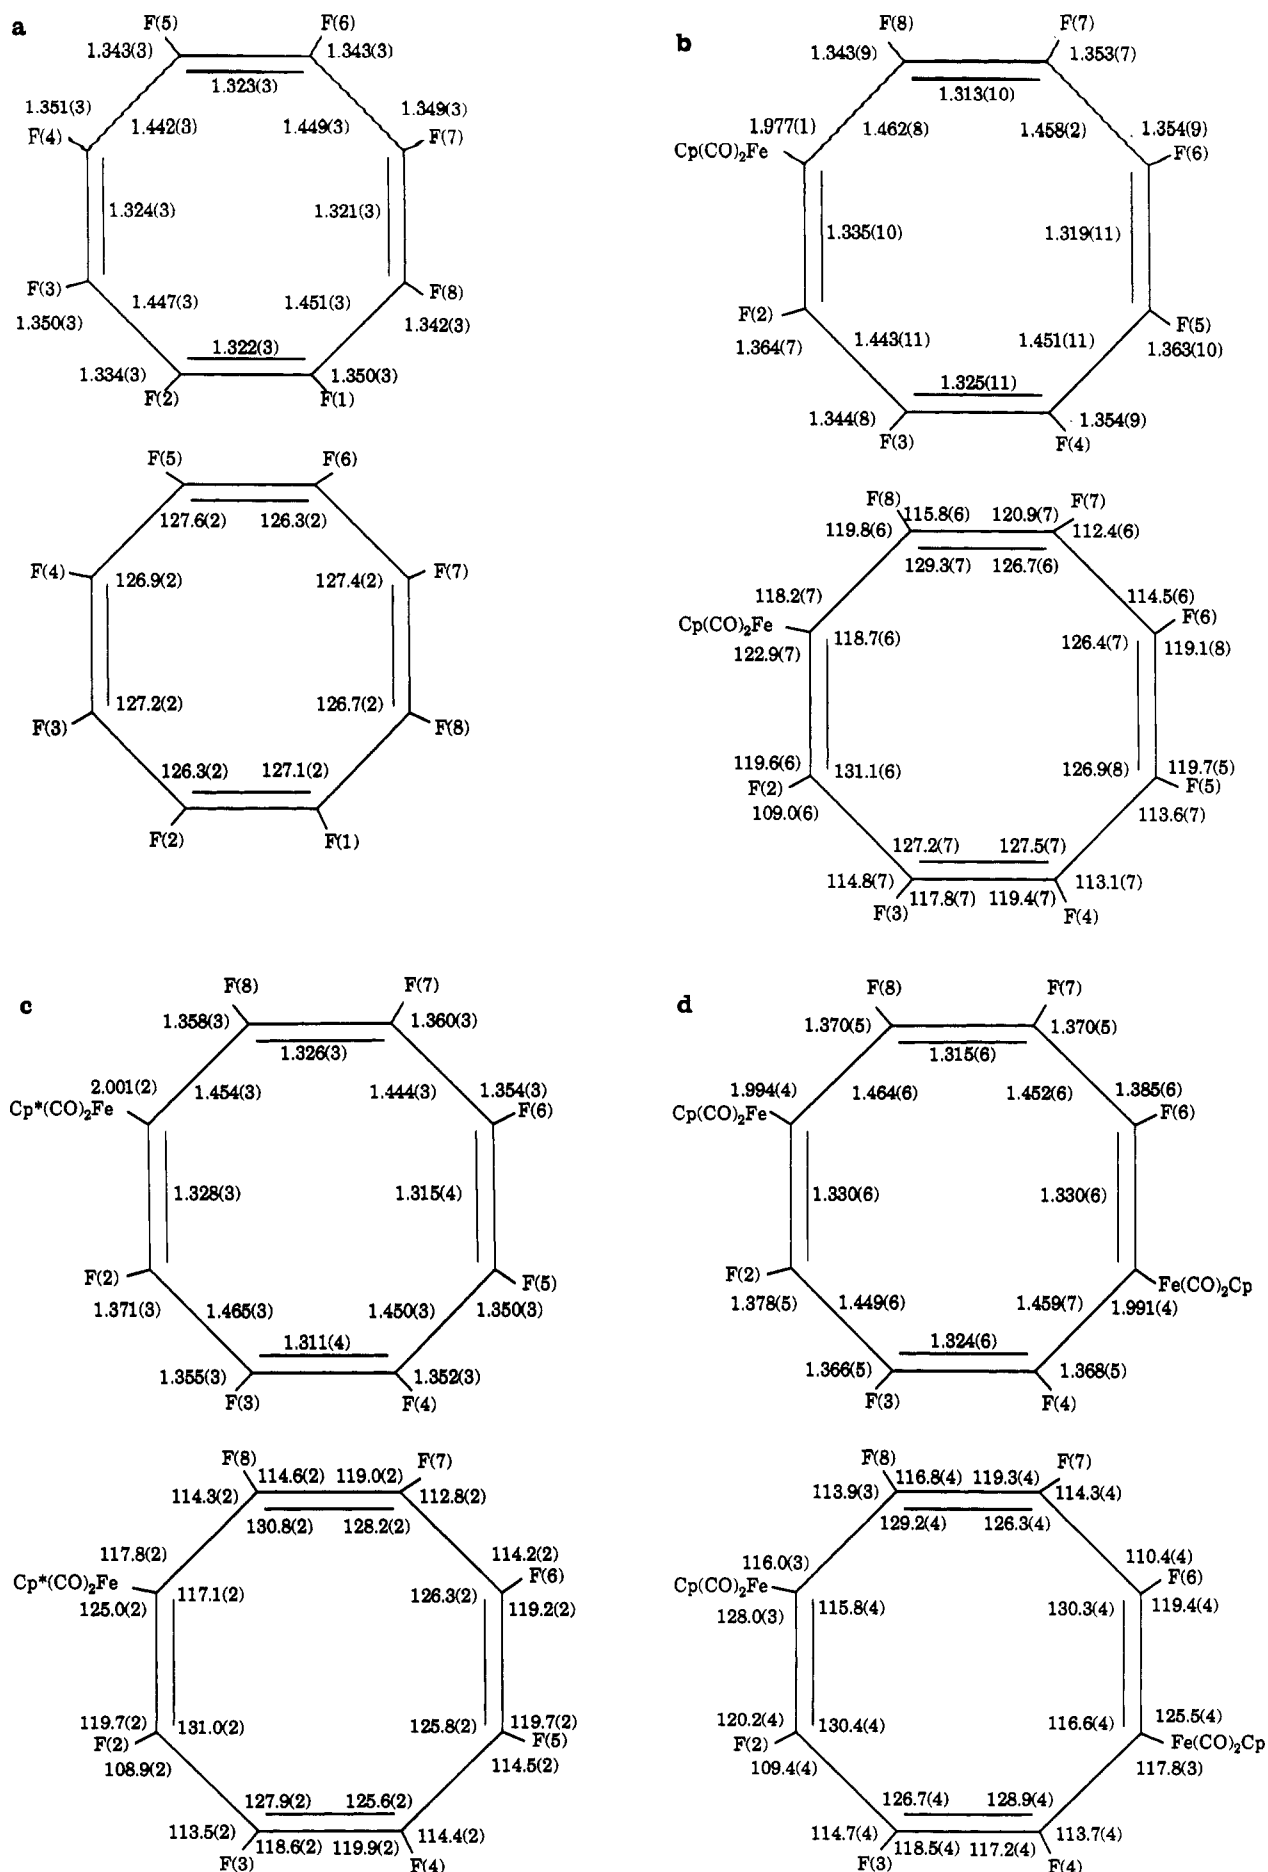 a
F(5) F(6)
1.343(3) 1.343(3)
1.323(3)
1.351(3) 1.442(3) 1.449(3) 1.349(3)
F(4) F(7)
1.324(3) 1.321(3)
F(3) 1.447(3) 1.451(3) F(8)
1.350(3) 1.342(3)
1.322(3)
1.334(3) 1.350(3)
F(2) F(1)
F(5) F(6)
127.6(2) 126.3(2)
F(4) 126.9(2) 127.4(2) F(7)
127.2(2) 126.7(2)
F(3) F(8)
126.3(2) 127.1(2)
F(2) F(1)
b
F(8) F(7)
1.343(9) 1.353(7)
1.313(10)
1.977(1) 1.462(8) 1.458(2) 1.354(9)
Cp(CO)2Fe F(6)
1.335(10) 1.319(11)
F(2) F(5)
1.364(7) 1.443(11) 1.451(11) 1.363(10)
1.325(11)
1.344(8) 1.354(9)
F(3) F(4)
F(8) 115.8(6) 120.9(7) F(7)
119.8(6) 112.4(6)
129.3(7) 126.7(6)
118.2(7) 114.5(6)
Cp(CO)2Fe F(6)
122.9(7) 118.7(6) 126.4(7) 119.1(8)
119.6(6) 131.1(6) 126.9(8) 119.7(5)
F(2) F(5)
109.0(6) 113.6(7)
127.2(7) 127.5(7)
114.8(7) 113.1(7)
117.8(7) 119.4(7)
F(3) F(4)
c
F(8) F(7)
1.358(3) 1.360(3)
1.326(3)
2.001(2) 1.454(3) 1.444(3) 1.354(3)
Cp*(CO)2Fe F(6)
1.328(3) 1.315(4)
F(2) F(5)
1.371(3) 1.465(3) 1.450(3) 1.350(3)
1.311(4)
1.355(3) 1.352(3)
F(3) F(4)
F(8) 114.6(2) 119.0(2) F(7)
114.3(2) 112.8(2)
130.8(2) 128.2(2)
117.8(2) 114.2(2)
Cp*(CO)2Fe F(6)
125.0(2) 117.1(2) 126.3(2) 119.2(2)
119.7(2) 131.0(2) 125.8(2) 119.7(2)
F(2) F(5)
108.9(2) 114.5(2)
127.9(2) 125.6(2)
113.5(2) 114.4(2)
118.6(2) 119.9(2)
F(3) F(4)
d
F(8) F(7)
1.370(5) 1.370(5)
1.315(6)
1.994(4) 1.464(6) 1.452(6) 1.385(6)
Cp(CO)2Fe F(6)
1.330(6) 1.330(6)
F(2) Fe(CO)2Cp
1.378(5) 1.449(6) 1.459(7) 1.991(4)
1.324(6)
1.366(5) 1.368(5)
F(3) F(4)
F(8) 116.8(4) 119.3(4) F(7)
113.9(3) 114.3(4)
129.2(4) 126.3(4)
116.0(3) 110.4(4)
Cp(CO)2Fe F(6)
128.0(3) 115.8(4) 130.3(4) 119.4(4)
120.2(4) 130.4(4) 116.6(4) 125.5(4)
F(2) Fe(CO)2Cp
109.4(4) 117.8(3)
126.7(4) 128.9(4)
114.7(4) 113.7(4)
118.5(4) 117.2(4)
F(3) F(4)